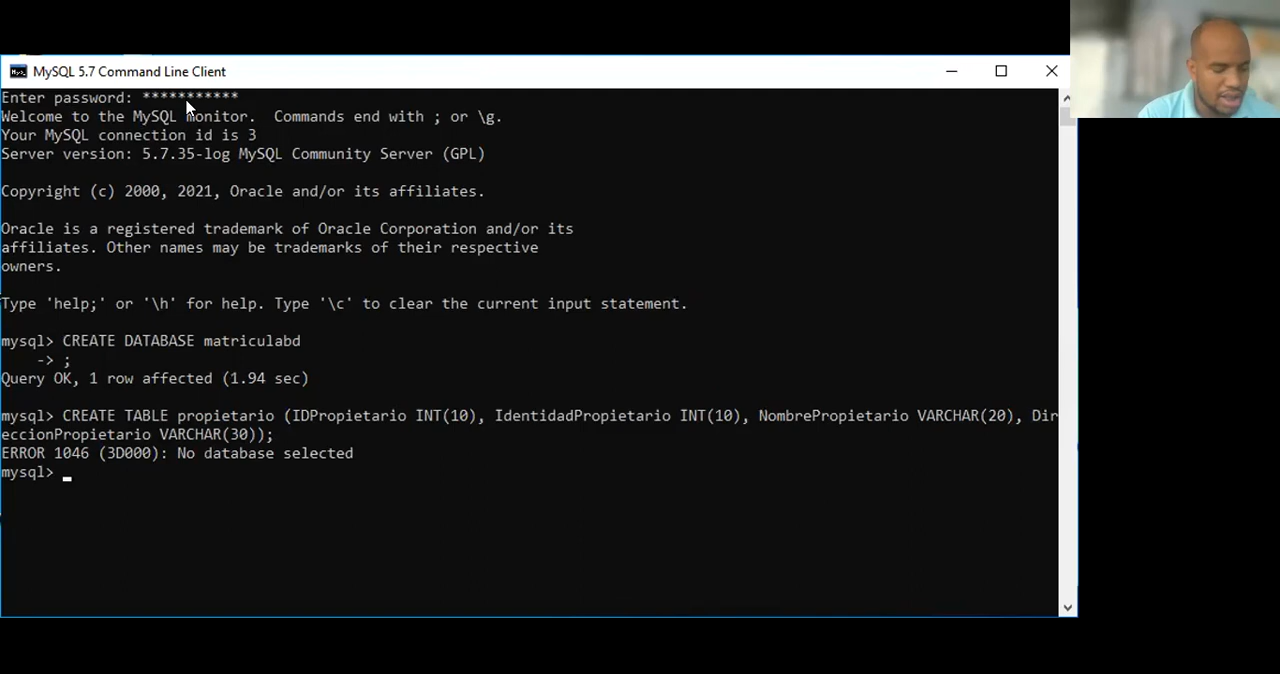 MySQL 5.7 Command Line Client
Enter password: ***********
Welcome to the MySQL monitor.  Commands end with ; or \g.
Your MySQL connection id is 3
Server version: 5.7.35-log MySQL Community Server (GPL)
Copyright (c) 2000, 2021, Oracle and/or its affiliates.
Oracle is a registered trademark of Oracle Corporation and/or its
affiliates. Other names may be trademarks of their respective
owners.
Type 'help;' or '\h' for help. Type '\c' to clear the current input statement.
mysql> CREATE DATABASE matriculabd
    -> ;
Query OK, 1 row affected (1.94 sec)
mysql> CREATE TABLE propietario (IDPropietario INT(10), IdentidadPropietario INT(10), NombrePropietario VARCHAR(20), Dir
eccionPropietario VARCHAR(30));
ERROR 1046 (3D000): No database selected
mysql> _